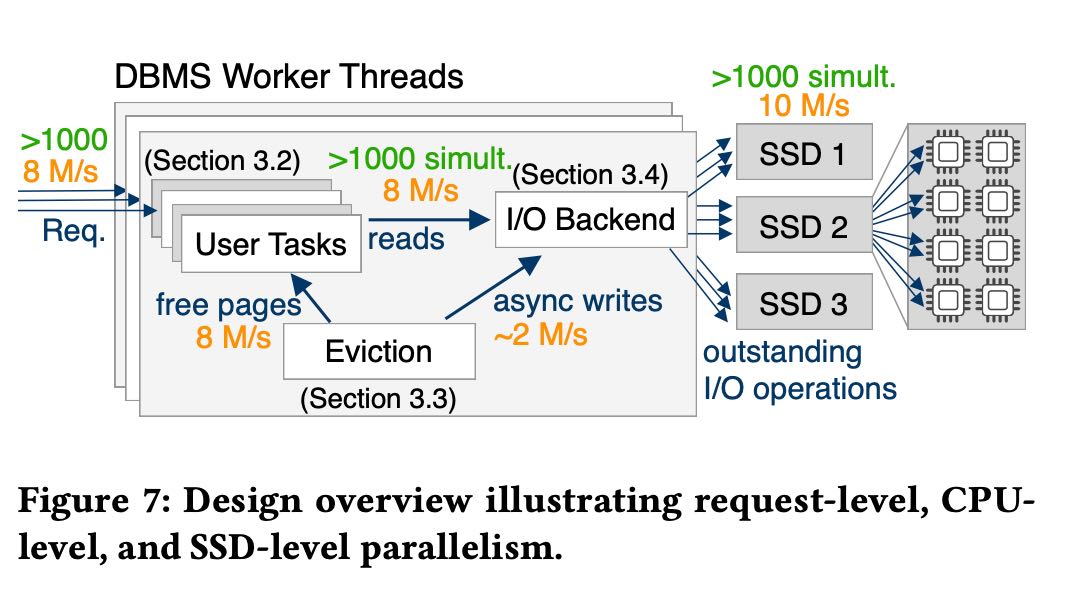 DBMS Worker Threads
>1000
8 M/s
Req.
(Section 3.2)
User Tasks
>1000 simult.
8 M/s
reads
(Section 3.4)
I/O Backend
free pages
8 M/s
async writes
~2 M/s
Eviction
(Section 3.3)
>1000 simult.
10 M/s
SSD 1
SSD 2
SSD 3
outstanding
I/O operations
Figure 7: Design overview illustrating request-level, CPU-
level, and SSD-level parallelism.